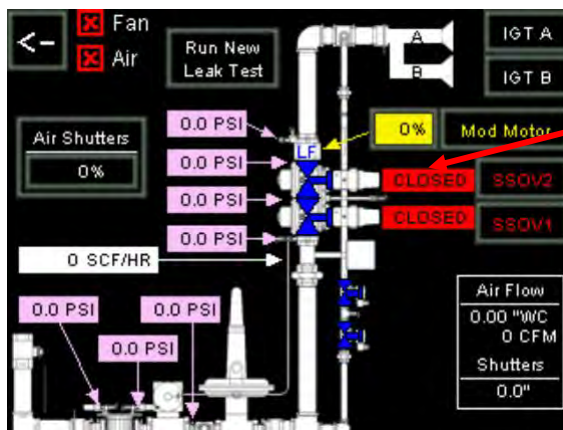 <-
Fan
Air
Run New
Leak Test
A
B
IGT A
IGT B
0.0 PSI
LF
0%
Mod Motor
Air Shutters
0%
0.0 PSI
0.0 PSI
CLOSED
SSOV2
0.0 PSI
CLOSED
SSOV1
0 SCF/HR
0.0 PSI
0.0 PSI
0.0 PSI
Air Flow
0.00 "WC
0 CFM
Shutters
0.0"